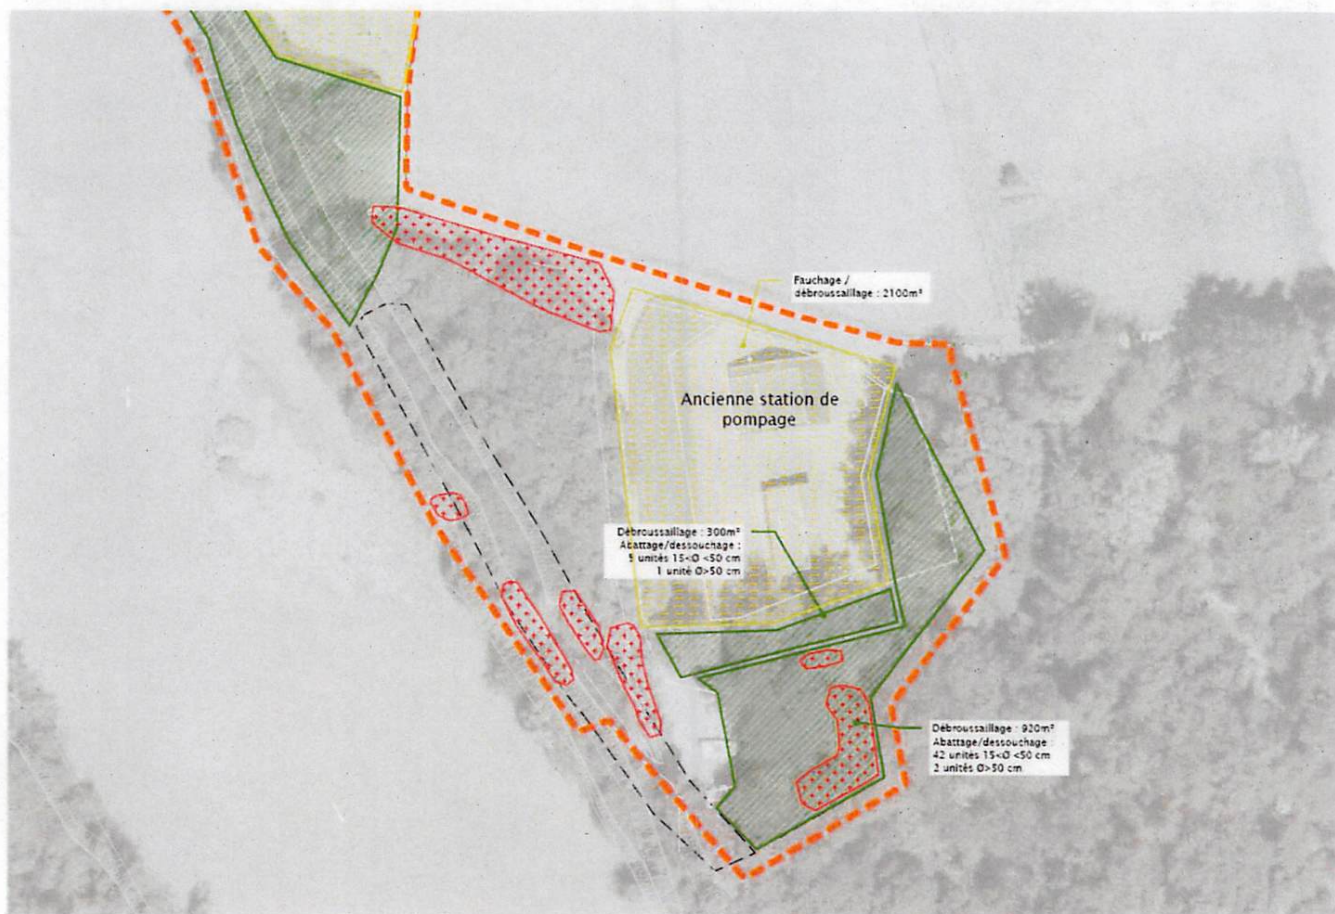 Fauchage /
débroussaillage : 2100m²
Ancienne station de
pompage
Débroussaillage : 300m²
Abattage/dessouchage :
5 unités 15<Ø <50 cm
1 unité Ø>50 cm
Débroussaillage : 920m²
Abattage/dessouchage :
42 unités 15<Ø <50 cm
2 unités Ø>50 cm